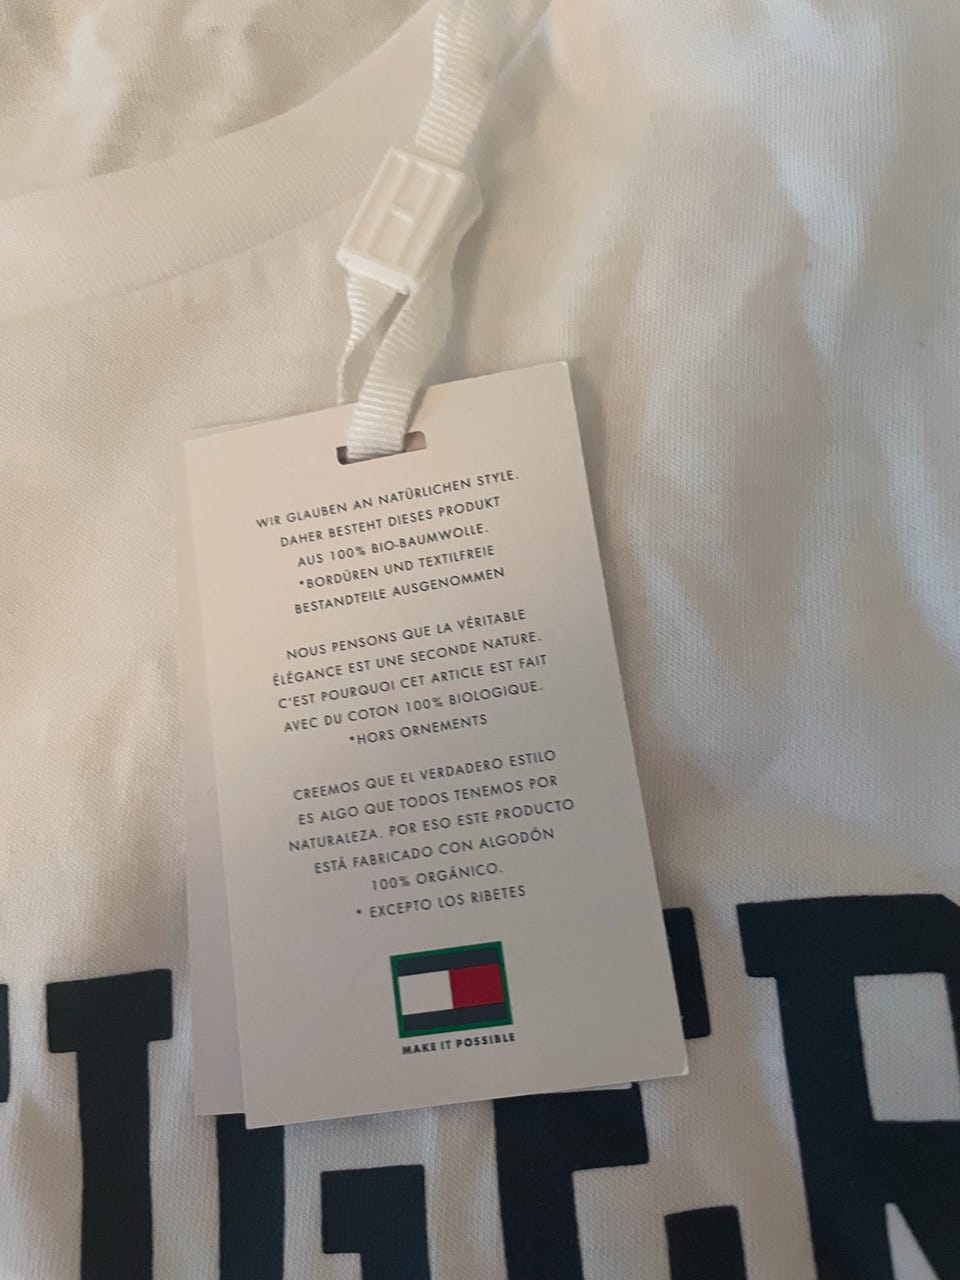 WIR GLAUBEN AN NATÜRLICHEN STYLE.
DAHER BESTEHT DIESES PRODUKT
AUS 100% BIO-BAUMWOLLE.
*BORDÜREN UND TEXTILFREIE
BESTANDTEILE AUSGENOMMEN
NOUS PENSONS QUE LA VÉRITABLE
ÉLÉGANCE EST UNE SECONDE NATURE.
C'EST POURQUOI CET ARTICLE EST FAIT
AVEC DU COTON 100% BIOLOGIQUE.
*HORS ORNEMENTS
CREEMOS QUE EL VERDADERO ESTILO
ES ALGO QUE TODOS TENEMOS POR
NATURALEZA. POR ESO ESTE PRODUCTO
ESTÁ FABRICADO CON ALGODÓN
100% ORGÁNICO.
* EXCEPTO LOS RIBETES
MAKE IT POSSIBLE